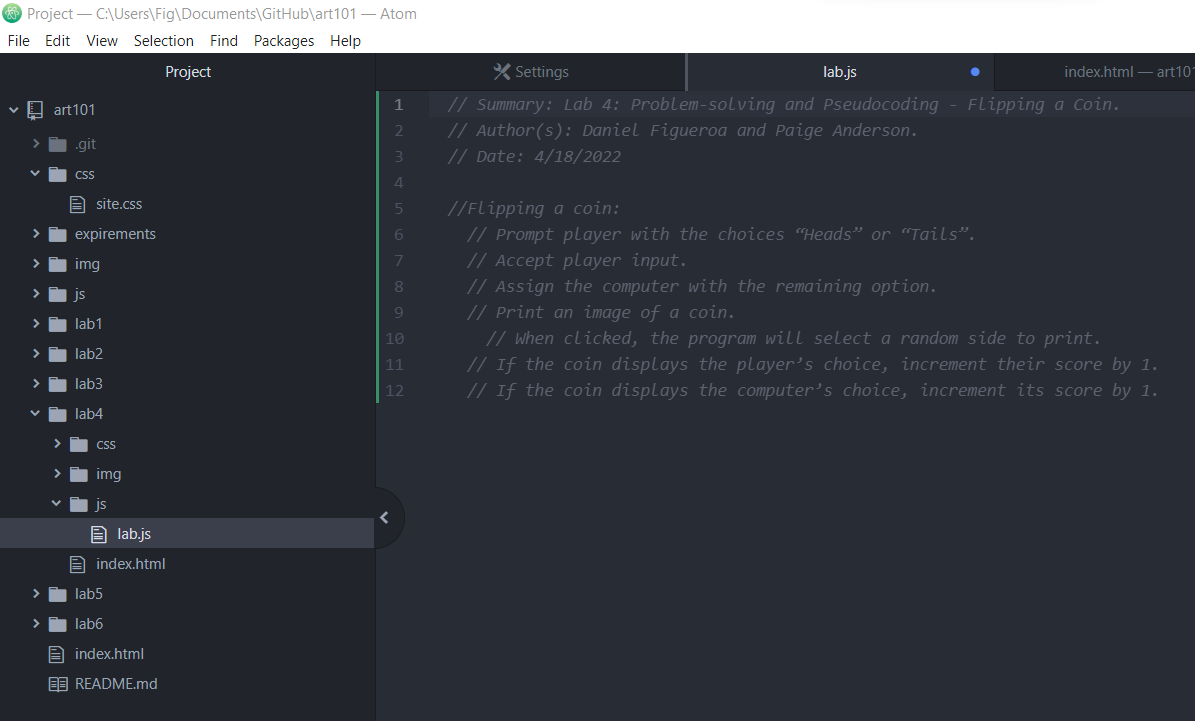 Project — C:\Users\Fig\Documents\GitHub\art101 — Atom
File Edit View Selection Find Packages Help
Project
art101
.git
css
site.css
expirements
img
js
lab1
lab2
lab3
lab4
css
img
js
lab.js
index.html
lab5
lab6
index.html
README.md
Settings lab.js index.html — art101
1 // Summary: Lab 4: Problem-solving and Pseudocoding - Flipping a Coin.
2 // Author(s): Daniel Figueroa and Paige Anderson.
3 // Date: 4/18/2022
4
5 //Flipping a coin:
6 // Prompt player with the choices “Heads” or “Tails”.
7 // Accept player input.
8 // Assign the computer with the remaining option.
9 // Print an image of a coin.
10 // When clicked, the program will select a random side to print.
11 // If the coin displays the player’s choice, increment their score by 1.
12 // If the coin displays the computer’s choice, increment its score by 1.